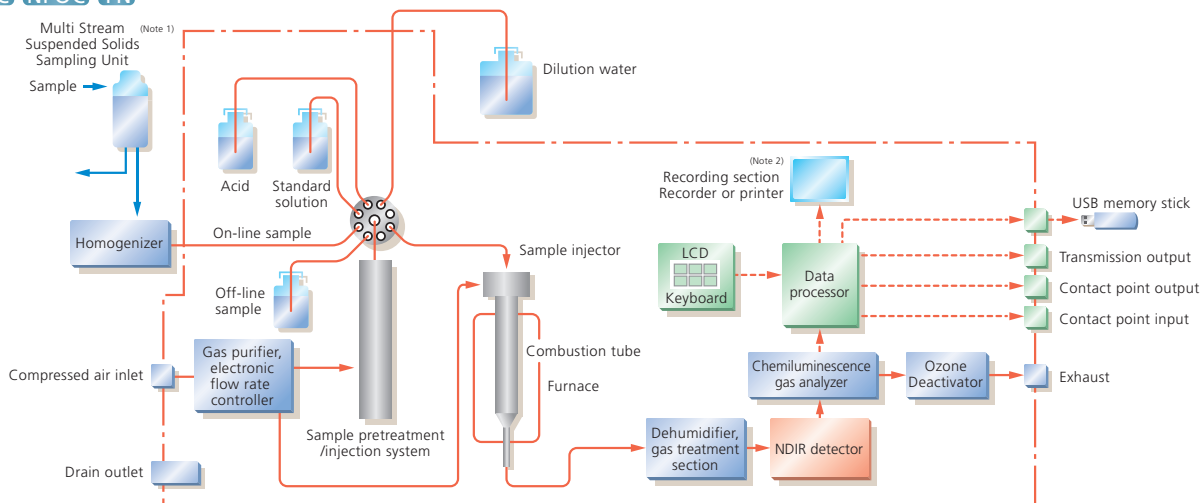 NPOC TN
Multi Stream (Note 1)
Suspended Solids
Sampling Unit
Sample
Dilution water
Acid
Standard
solution
(Note 2)
Recording section
Recorder or printer
USB memory stick
Homogenizer
On-line sample
Sample injector
LCD
Keyboard
Data
processor
Transmission output
Contact point output
Contact point input
Off-line
sample
Compressed air inlet
Gas purifier,
electronic
flow rate
controller
Combustion tube
Furnace
Chemiluminescence
gas analyzer
Ozone
Deactivator
Exhaust
Sample pretreatment
/injection system
Dehumidifier,
gas treatment
section
NDIR detector
Drain outlet